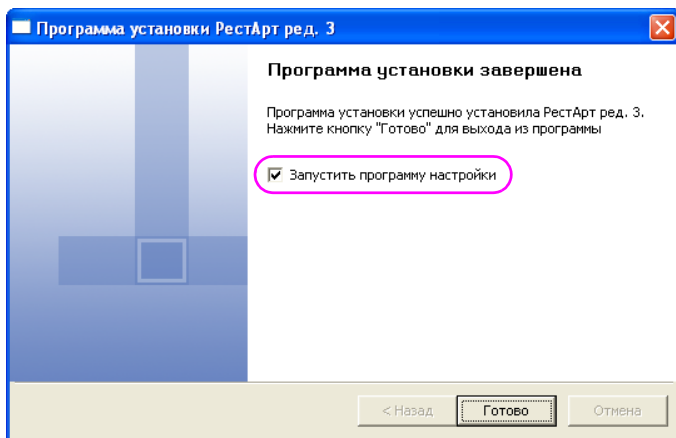 Программа установки РестАрт ред. 3
Программа установки завершена
Программа установки успешно установила РестАрт ред. 3.
Нажмите кнопку "Готово" для выхода из программы
Запустить программу настройки
< Назад
Готово
Отмена